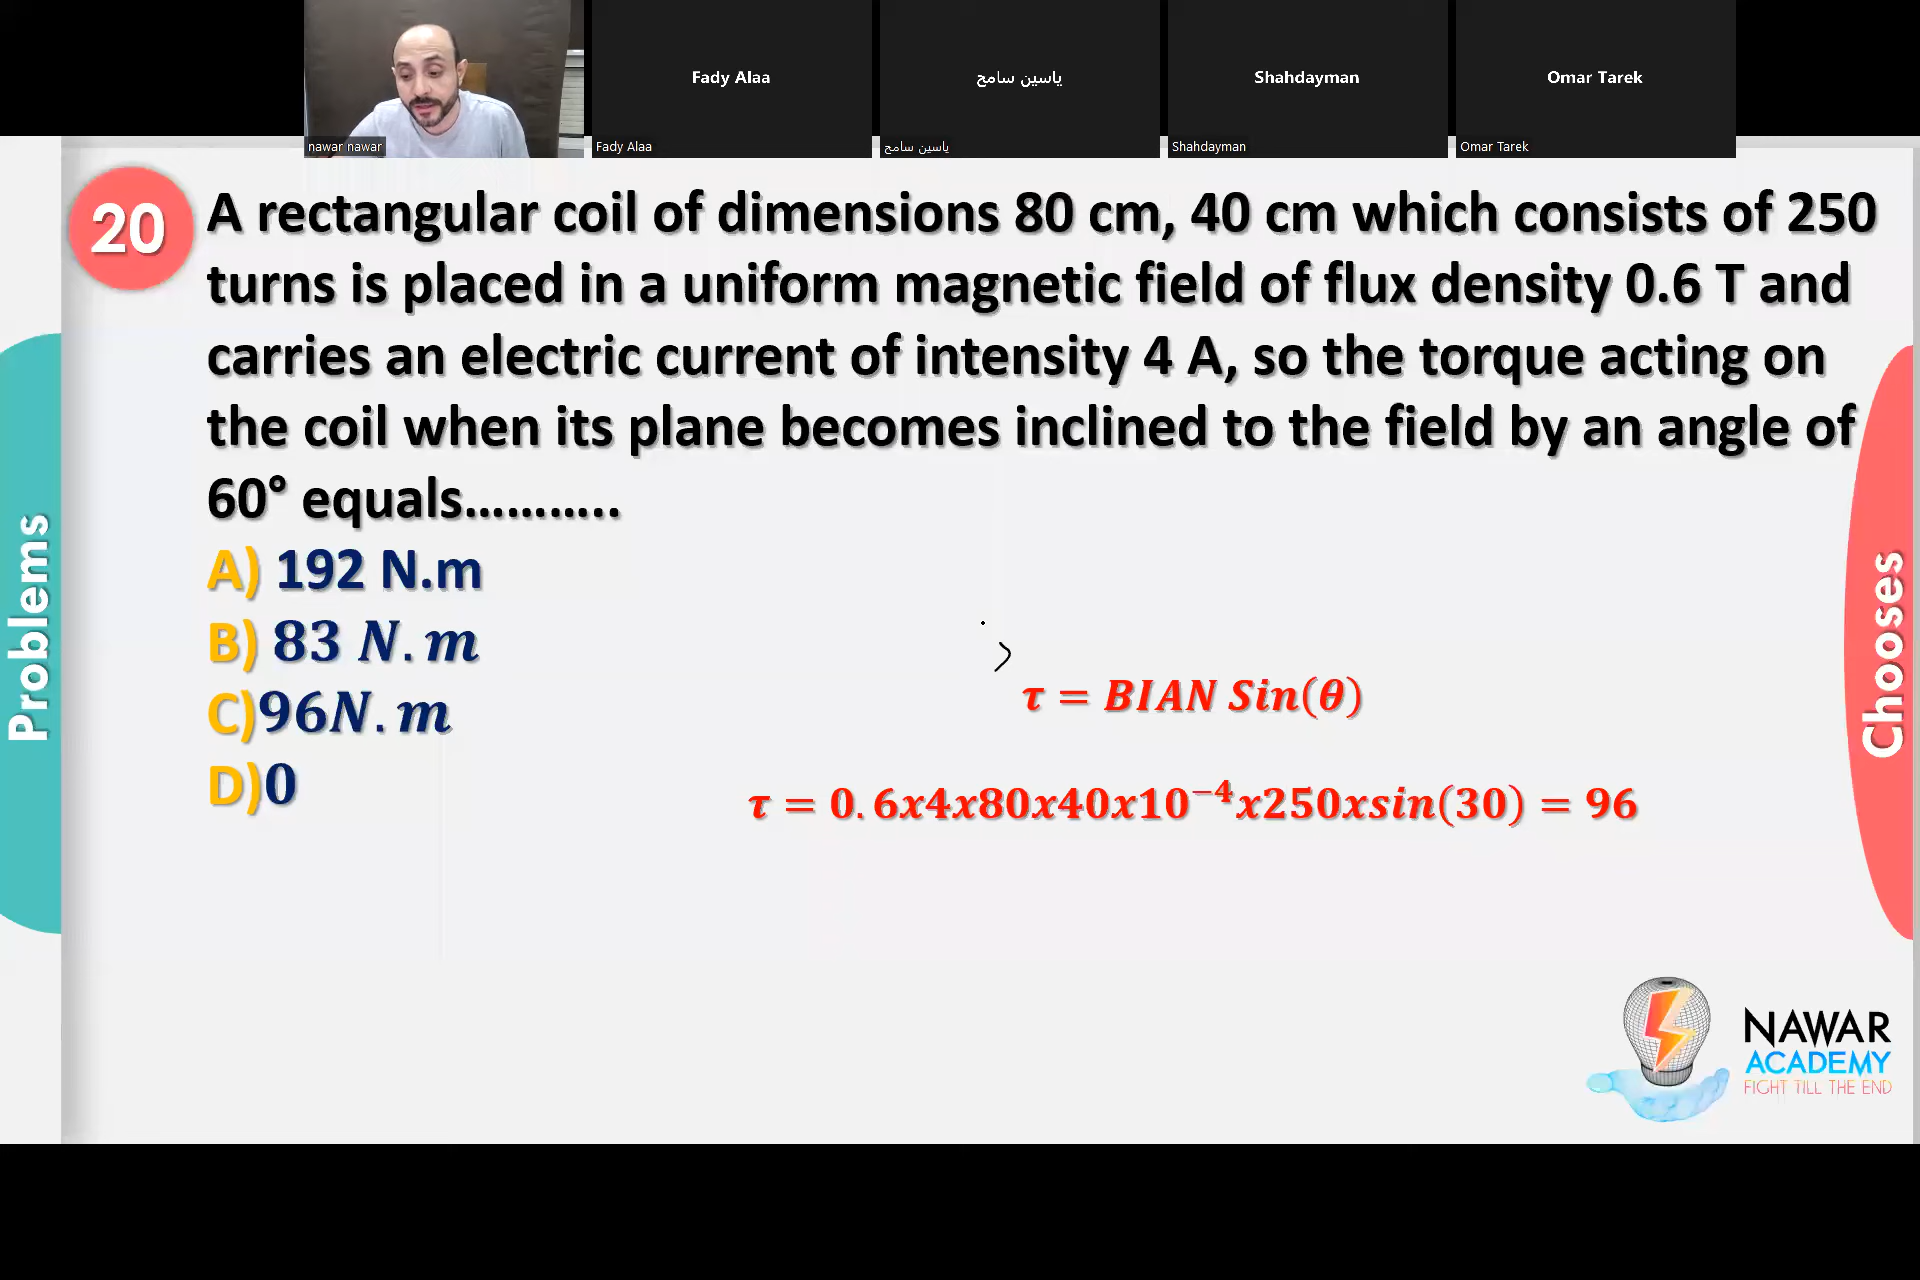 Fady Alaa
ياسين سامح
Shahdayman
Omar Tarek
nawar nawar
Fady Alaa
ياسين سامح
Shahdayman
Omar Tarek
20
A rectangular coil of dimensions 80 cm, 40 cm which consists of 250
turns is placed in a uniform magnetic field of flux density 0.6 T and
carries an electric current of intensity 4 A, so the torque acting on
the coil when its plane becomes inclined to the field by an angle of
60° equals...........
A) 192 N.m
B) 83 N.m
C)96N.m
D)0
τ = BIAN Sin(θ)
τ = 0.6x4x80x40x10⁻⁴x250xsin(30) = 96
Problems
Chooses
NAWAR
ACADEMY
FIGHT TILL THE END